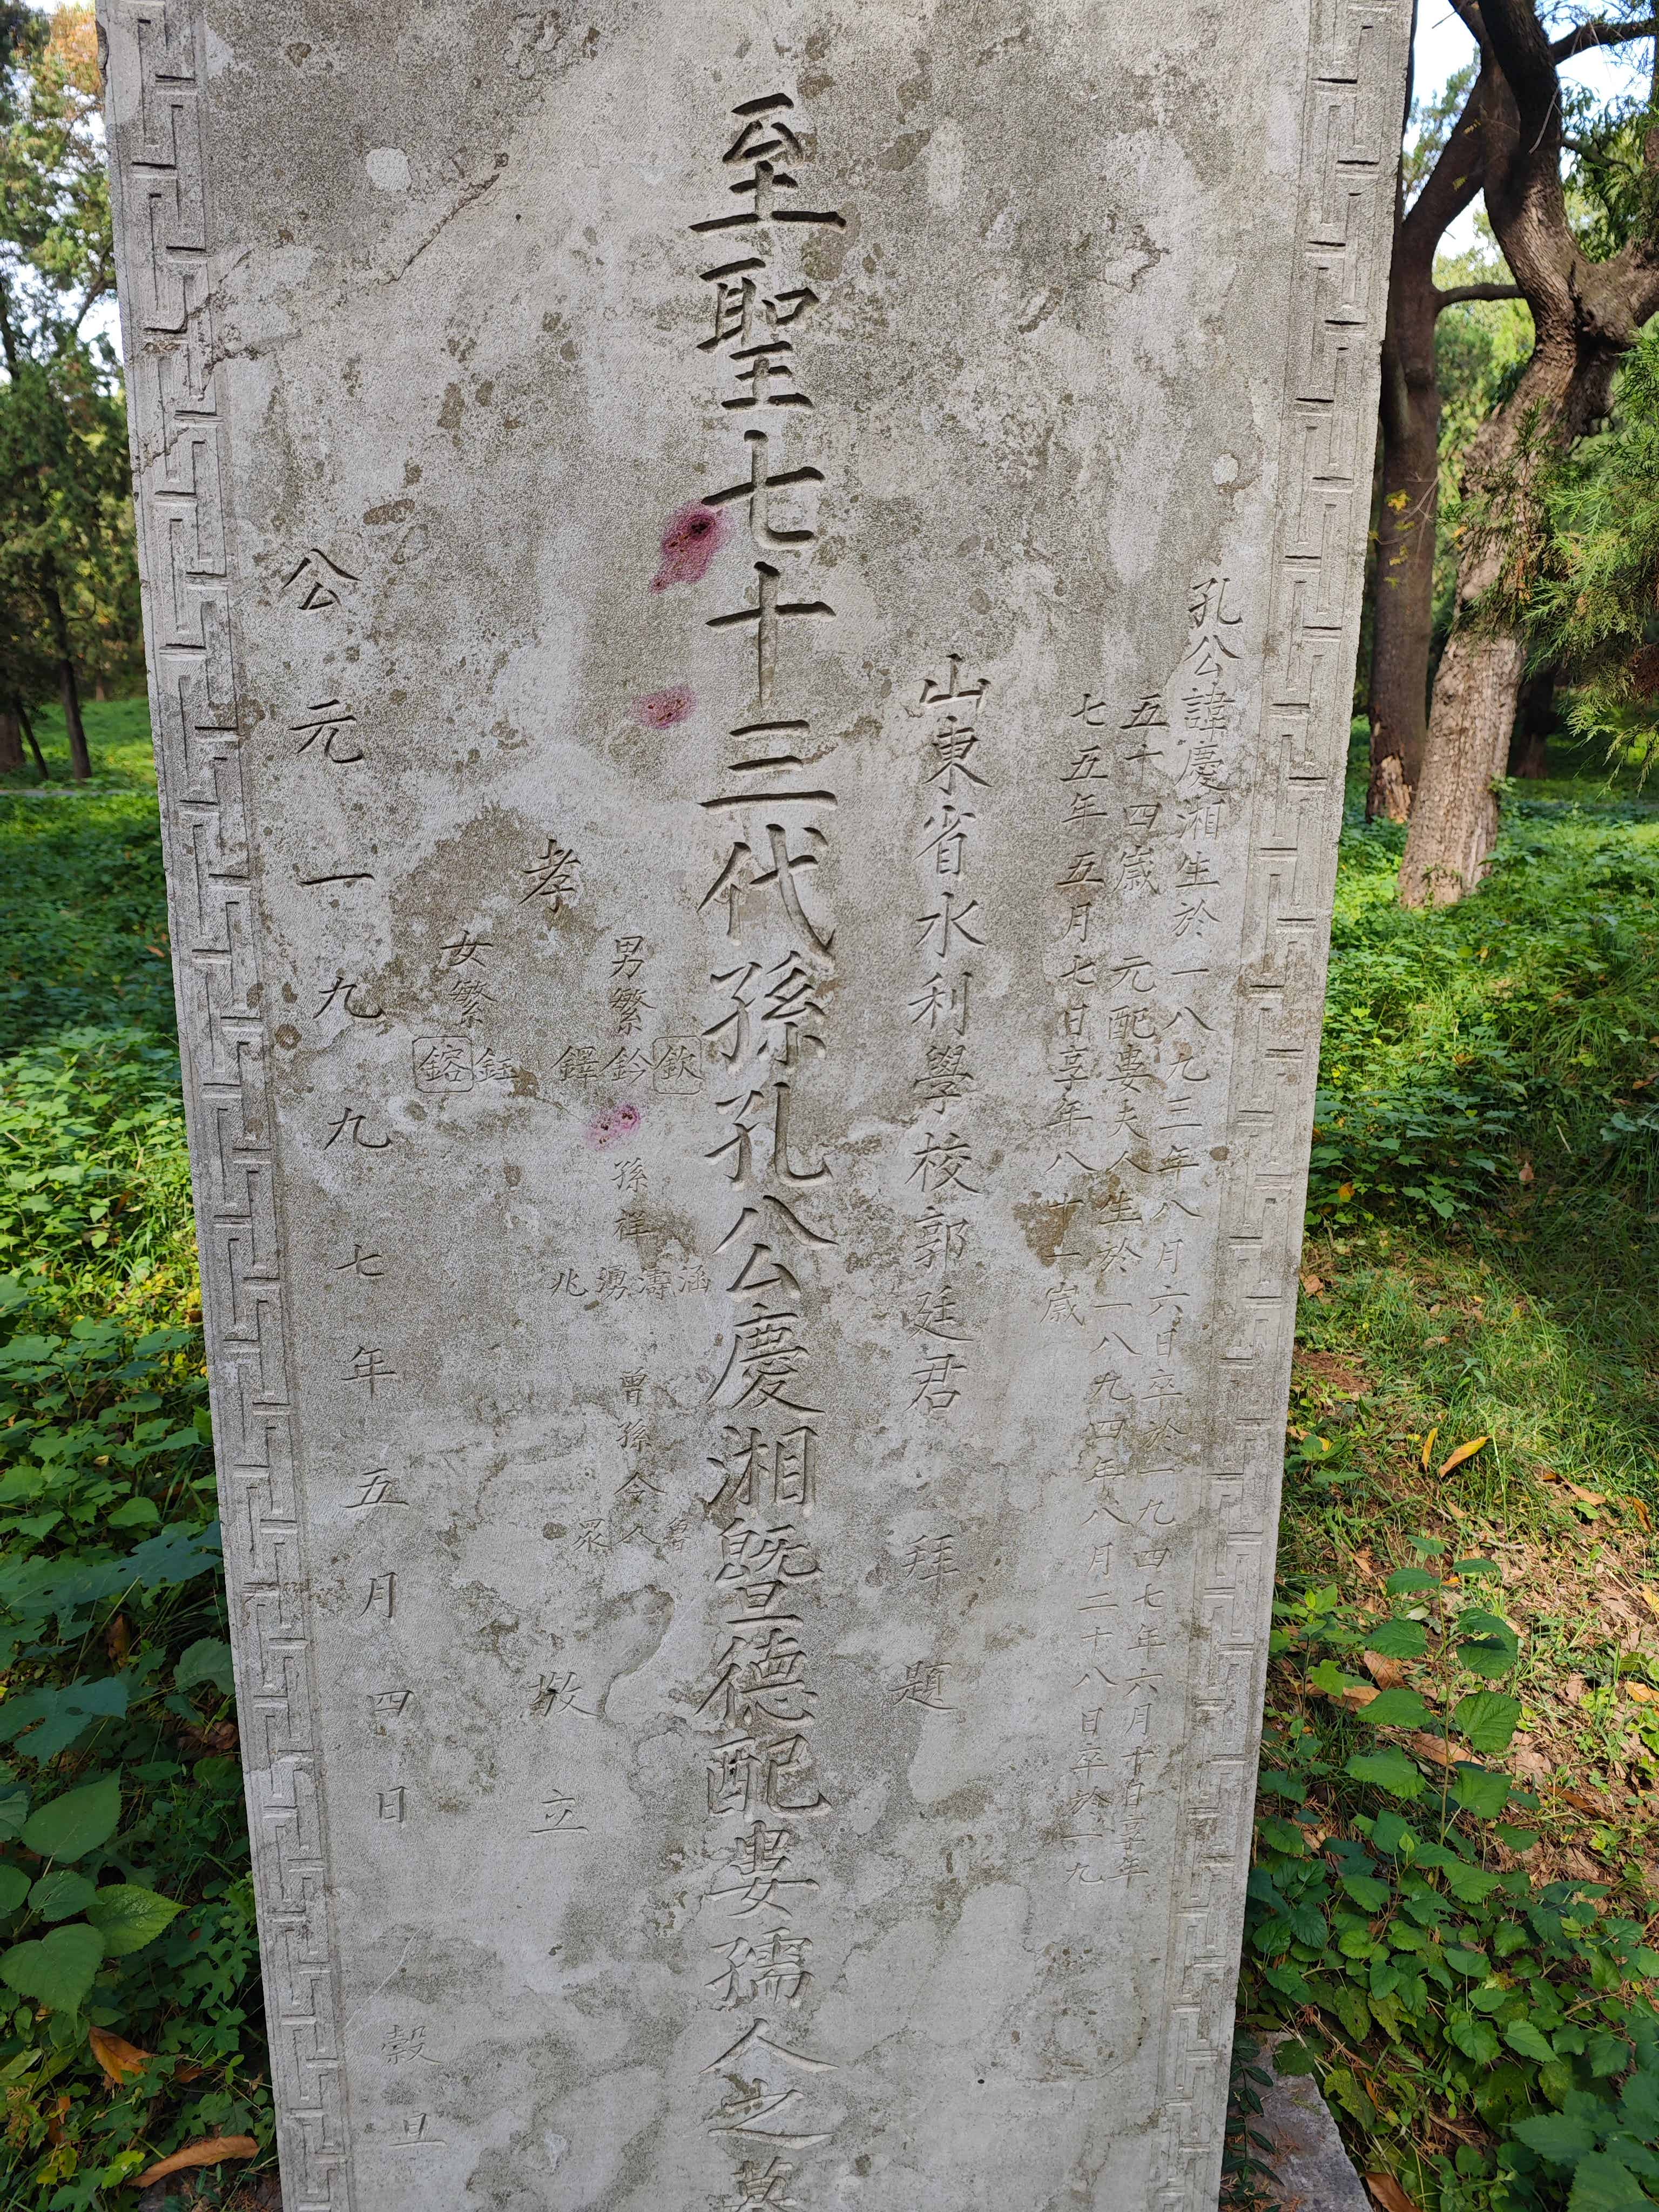 孔公諱慶湘生於一八九三年八月六日卒於一九四七年六月十日享年
五十四歲 元配婁夫人生於一八九四年八月二十八日卒於一九
七五年五月七日享年八十一歲
山東省水利學校郭廷君 拜題
至聖七十三代孫孔公慶湘暨德配婁孺人之墓
孝
男繁
欽鈐鐸
孫祥
涵濤湧兆
曾孫令
魯人眾
女繁
鈺鎔
敬立
公元一九九七年五月四日 穀旦